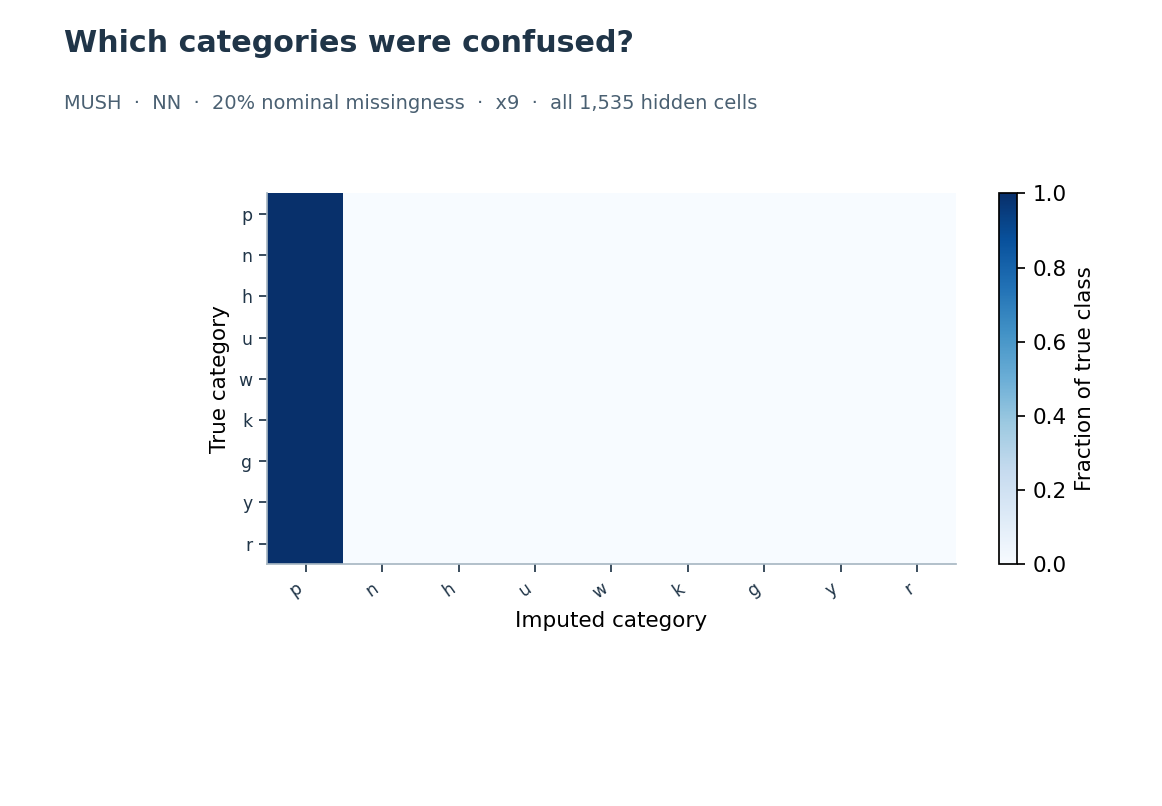 Which categories were confused?
MUSH · NN · 20% nominal missingness · x9 · all 1,535 hidden cells
True category
p
n
h
u
w
k
g
y
r
p n h u w k g y r
Imputed category
1.0
0.8
0.6
0.4
0.2
0.0
Fraction of true class